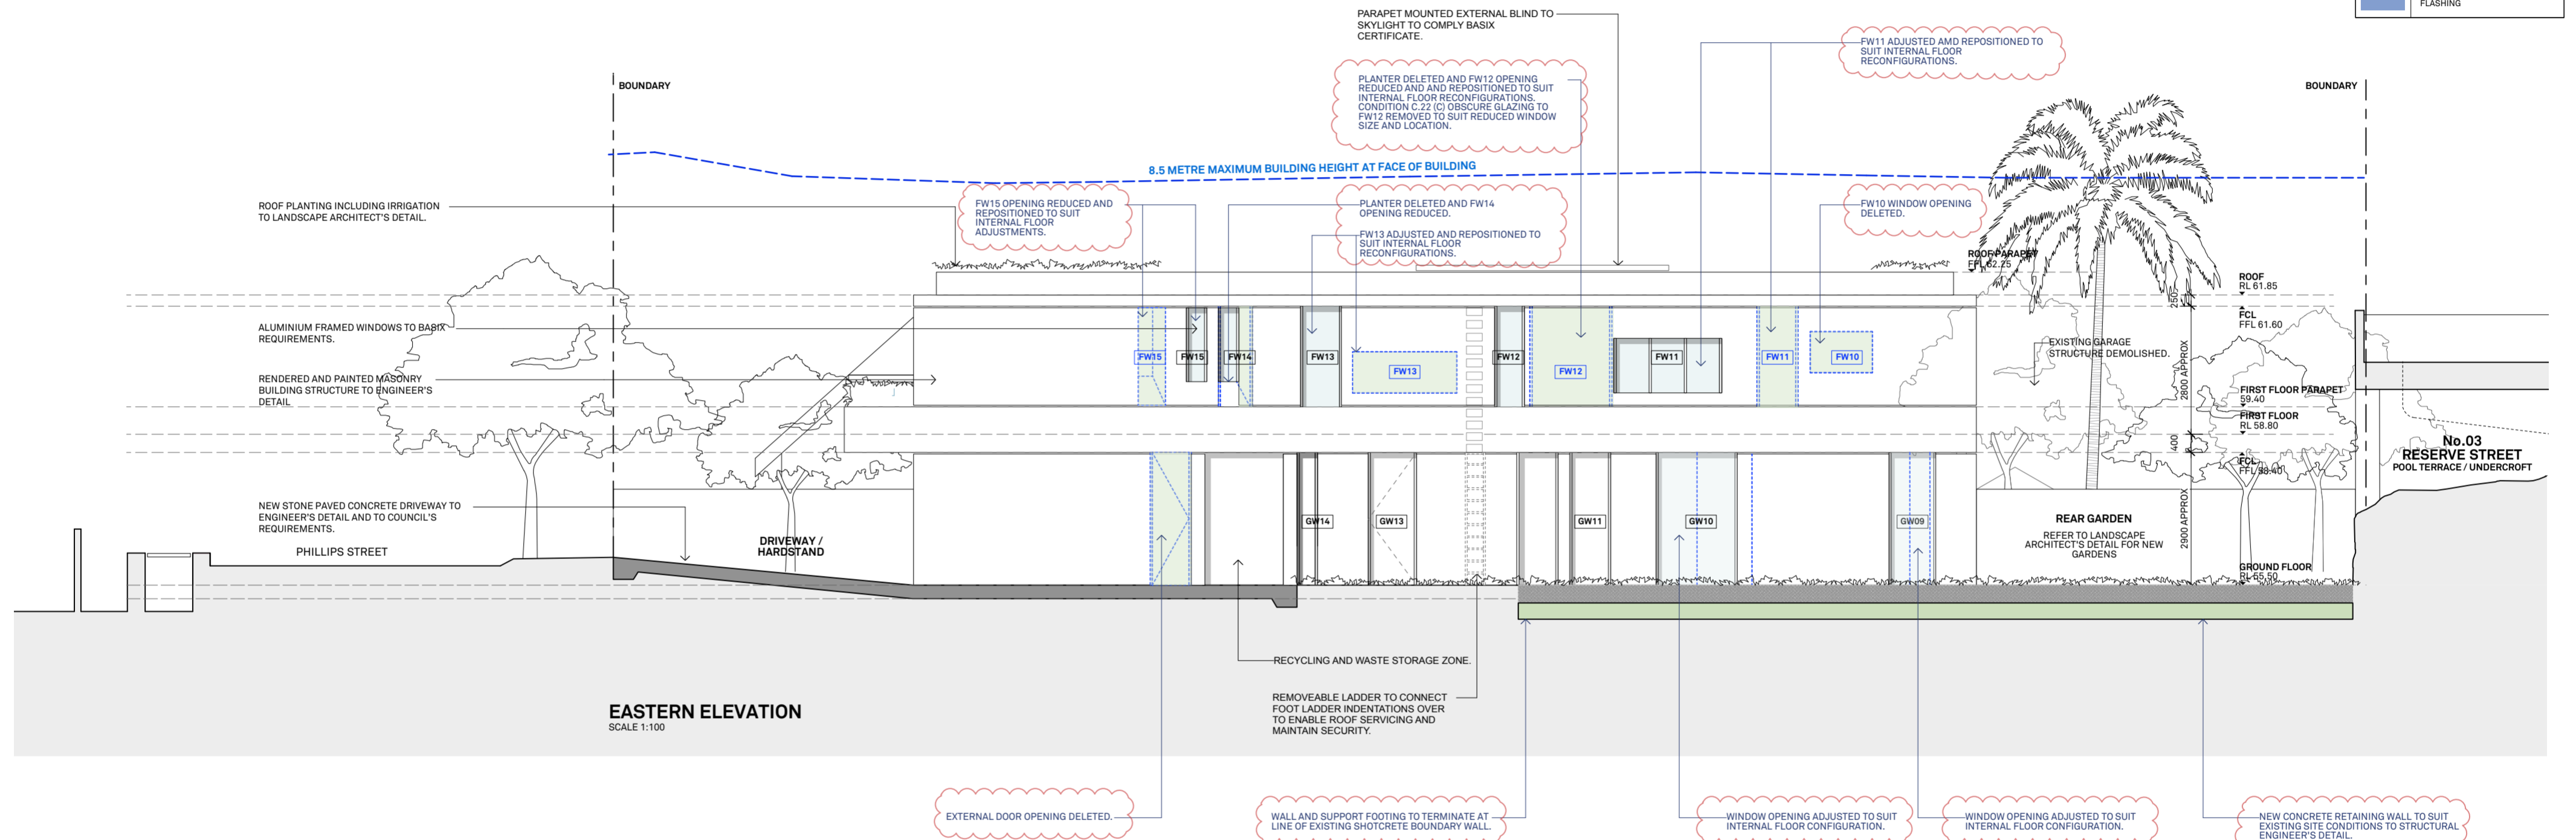 FLASHING
PARAPET MOUNTED EXTERNAL BLIND TO
SKYLIGHT TO COMPLY BASIX
CERTIFICATE.
FW11 ADJUSTED AMD REPOSITIONED TO
SUIT INTERNAL FLOOR
RECONFIGURATIONS.
BOUNDARY
PLANTER DELETED AND FW12 OPENING
REDUCED AND AND REPOSITIONED TO SUIT
INTERNAL FLOOR RECONFIGURATIONS.
CONDITION C.22 (C) OBSCURE GLAZING TO
FW12 REMOVED TO SUIT REDUCED WINDOW
SIZE AND LOCATION.
BOUNDARY
8.5 METRE MAXIMUM BUILDING HEIGHT AT FACE OF BUILDING
ROOF PLANTING INCLUDING IRRIGATION
TO LANDSCAPE ARCHITECT'S DETAIL.
FW15 OPENING REDUCED AND
REPOSITIONED TO SUIT
INTERNAL FLOOR
ADJUSTMENTS.
PLANTER DELETED AND FW14
OPENING REDUCED.
FW13 ADJUSTED AND REPOSITIONED TO
SUIT INTERNAL FLOOR
RECONFIGURATIONS.
FW10 WINDOW OPENING
DELETED.
ROOF PARAPET
FFL 62.25
ROOF
RL 61.85
250
FCL
FFL 61.60
ALUMINIUM FRAMED WINDOWS TO BASIX
REQUIREMENTS.
FW15
FW15
FW14
FW13
FW13
FW12
FW12
FW11
FW11
FW10
EXISTING GARAGE
STRUCTURE DEMOLISHED.
2800 APPROX
RENDERED AND PAINTED MASONRY
BUILDING STRUCTURE TO ENGINEER'S
DETAIL
FIRST FLOOR PARAPET
59.40
FIRST FLOOR
RL 58.80
400
FCL
FFL 58.40
No.03
RESERVE STREET
POOL TERRACE / UNDERCROFT
NEW STONE PAVED CONCRETE DRIVEWAY TO
ENGINEER'S DETAIL AND TO COUNCIL'S
REQUIREMENTS.
PHILLIPS STREET
DRIVEWAY /
HARDSTAND
GW14
GW13
GW11
GW10
GW09
REAR GARDEN
REFER TO LANDSCAPE
ARCHITECT'S DETAIL FOR NEW
GARDENS
2900 APPROX
GROUND FLOOR
RL 55.50
RECYCLING AND WASTE STORAGE ZONE.
REMOVEABLE LADDER TO CONNECT
FOOT LADDER INDENTATIONS OVER
TO ENABLE ROOF SERVICING AND
MAINTAIN SECURITY.
EASTERN ELEVATION
SCALE 1:100
EXTERNAL DOOR OPENING DELETED.
WALL AND SUPPORT FOOTING TO TERMINATE AT
LINE OF EXISTING SHOTCRETE BOUNDARY WALL.
WINDOW OPENING ADJUSTED TO SUIT
INTERNAL FLOOR CONFIGURATION.
WINDOW OPENING ADJUSTED TO SUIT
INTERNAL FLOOR CONFIGURATION.
NEW CONCRETE RETAINING WALL TO SUIT
EXISTING SITE CONDITIONS TO STRUCTURAL
ENGINEER'S DETAIL.